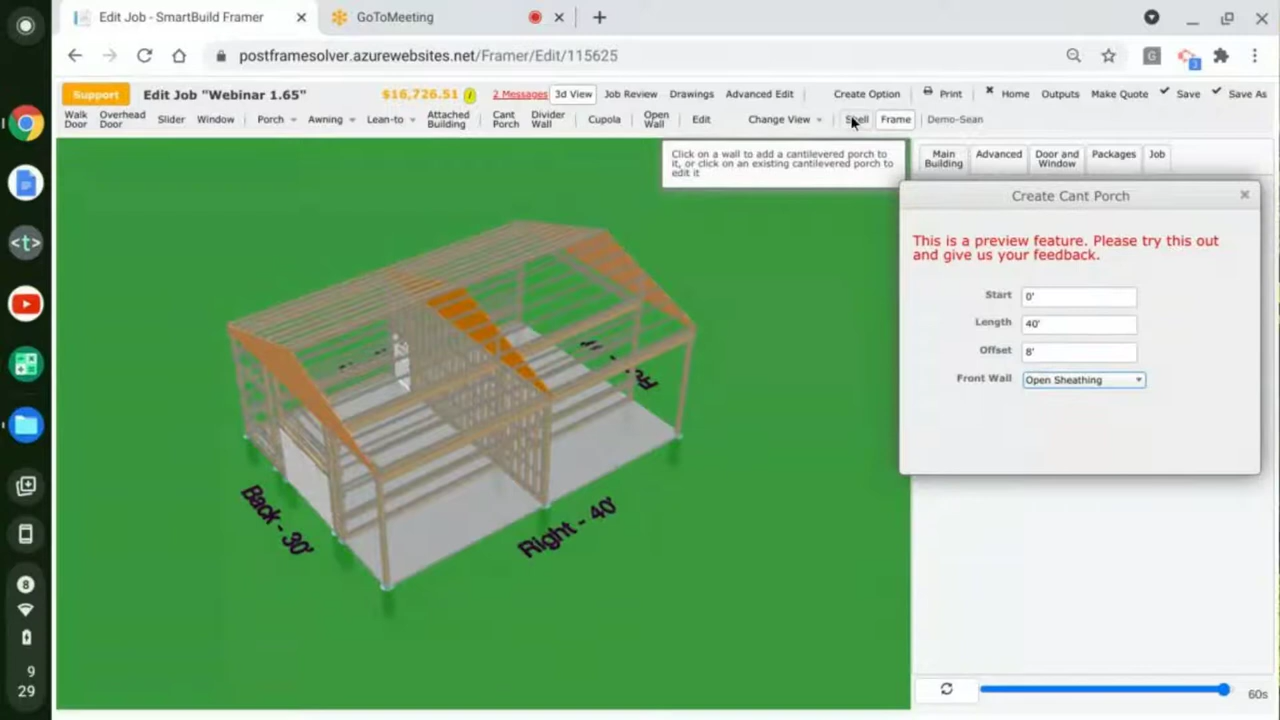 Edit Job - SmartBuild Framer
GoToMeeting
postframesolver.azurewebsites.net/Framer/Edit/115625
Support
Edit Job "Webinar 1.65"
$16,726.51
i
2 Messages
3d View
Job Review
Drawings
Advanced Edit
Create Option
Print
Home
Outputs
Make Quote
Save
Save As
Walk
Door
Overhead
Door
Slider
Window
Porch
Awning
Lean-to
Attached
Building
Cant
Porch
Divider
Wall
Cupola
Open
Wall
Edit
Change View
Shell
Frame
Demo-Sean
Click on a wall to add a cantilevered porch to
it, or click on an existing cantilevered porch to
edit it
Main
Building
Advanced
Door and
Window
Packages
Job
Create Cant Porch
This is a preview feature. Please try this out
and give us your feedback.
Start
0'
Length
40'
Offset
8'
Front Wall
Open Sheathing
Back - 30'
Right - 40'
60s
G
3
<t>
8
9
29